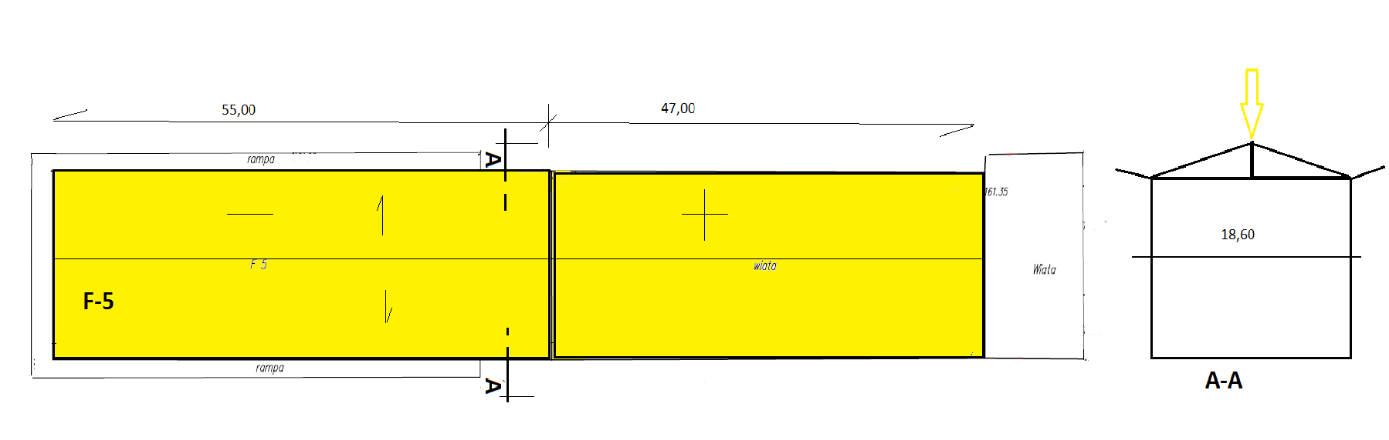 55,00
47,00
rampa
A
161.35
18,60
F 5
wiata
Wiata
F-5
rampa
A
A-A